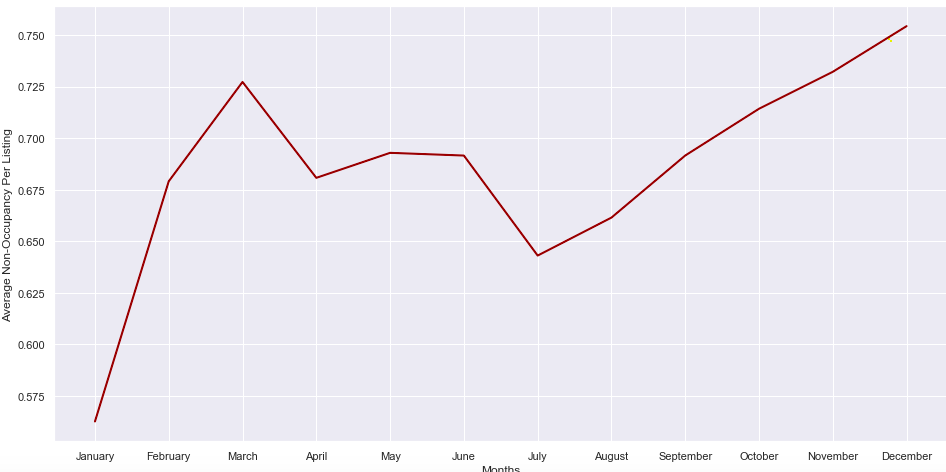 0.750
0.725
0.700
0.675
0.650
0.625
0.600
0.575
Average Non-Occupancy Per Listing
January February March April May June July August September October November December
Months